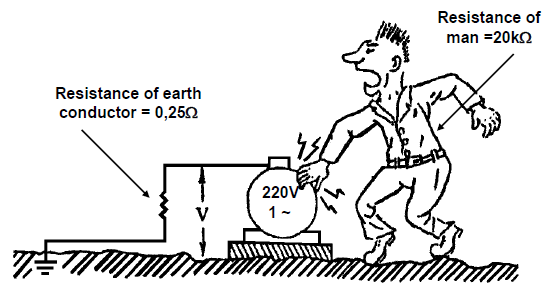 Resistance of
man =20kΩ
Resistance of earth
conductor = 0,25Ω
220V
1 ~
V